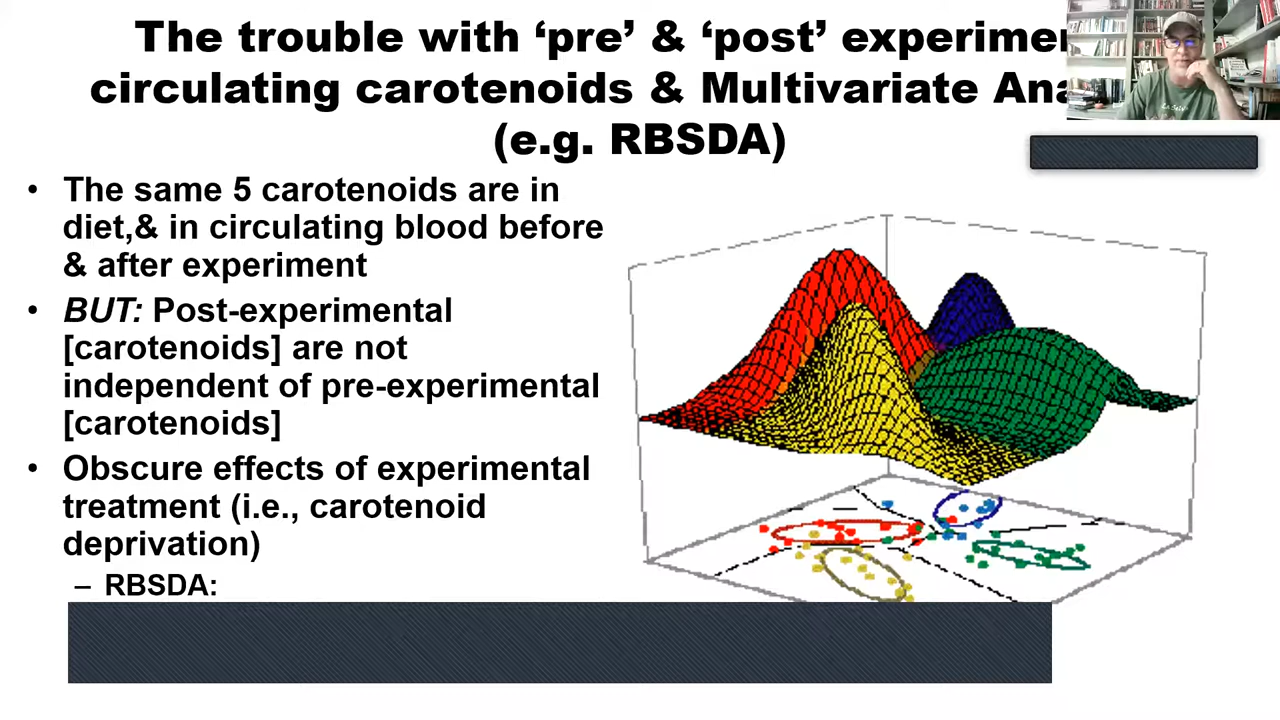 The trouble with ‘pre’ & ‘post’ experimen
circulating carotenoids & Multivariate Ana
(e.g. RBSDA)
• The same 5 carotenoids are in
diet,& in circulating blood before
& after experiment
• BUT: Post-experimental
[carotenoids] are not
independent of pre-experimental
[carotenoids]
• Obscure effects of experimental
treatment (i.e., carotenoid
deprivation)
– RBSDA: